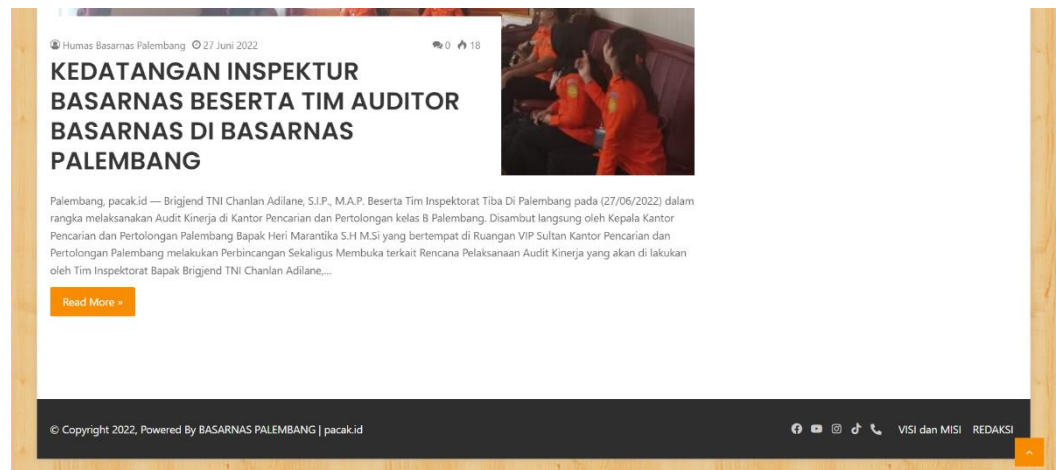 Humas Basarnas Palembang 27 Juni 2022 0 18
KEDATANGAN INSPEKTUR
BASARNAS BESERTA TIM AUDITOR
BASARNAS DI BASARNAS
PALEMBANG
Palembang, pacak.id — Brigjend TNI Chanlan Adilane, S.I.P., M.A.P. Beserta Tim Inspektorat Tiba Di Palembang pada (27/06/2022) dalam
rangka melaksanakan Audit Kinerja di Kantor Pencarian dan Pertolongan kelas B Palembang. Disambut langsung oleh Kepala Kantor
Pencarian dan Pertolongan Palembang Bapak Heri Marantika S.H M.Si yang bertempat di Ruangan VIP Sultan Kantor Pencarian dan
Pertolongan Palembang melakukan Perbincangan Sekaligus Membuka terkait Rencana Pelaksanaan Audit Kinerja yang akan di lakukan
oleh Tim Inspektorat Bapak Brigjend TNI Chanlan Adilane,...
Read More »
© Copyright 2022, Powered By BASARNAS PALEMBANG | pacak.id VISI dan MISI REDAKSI